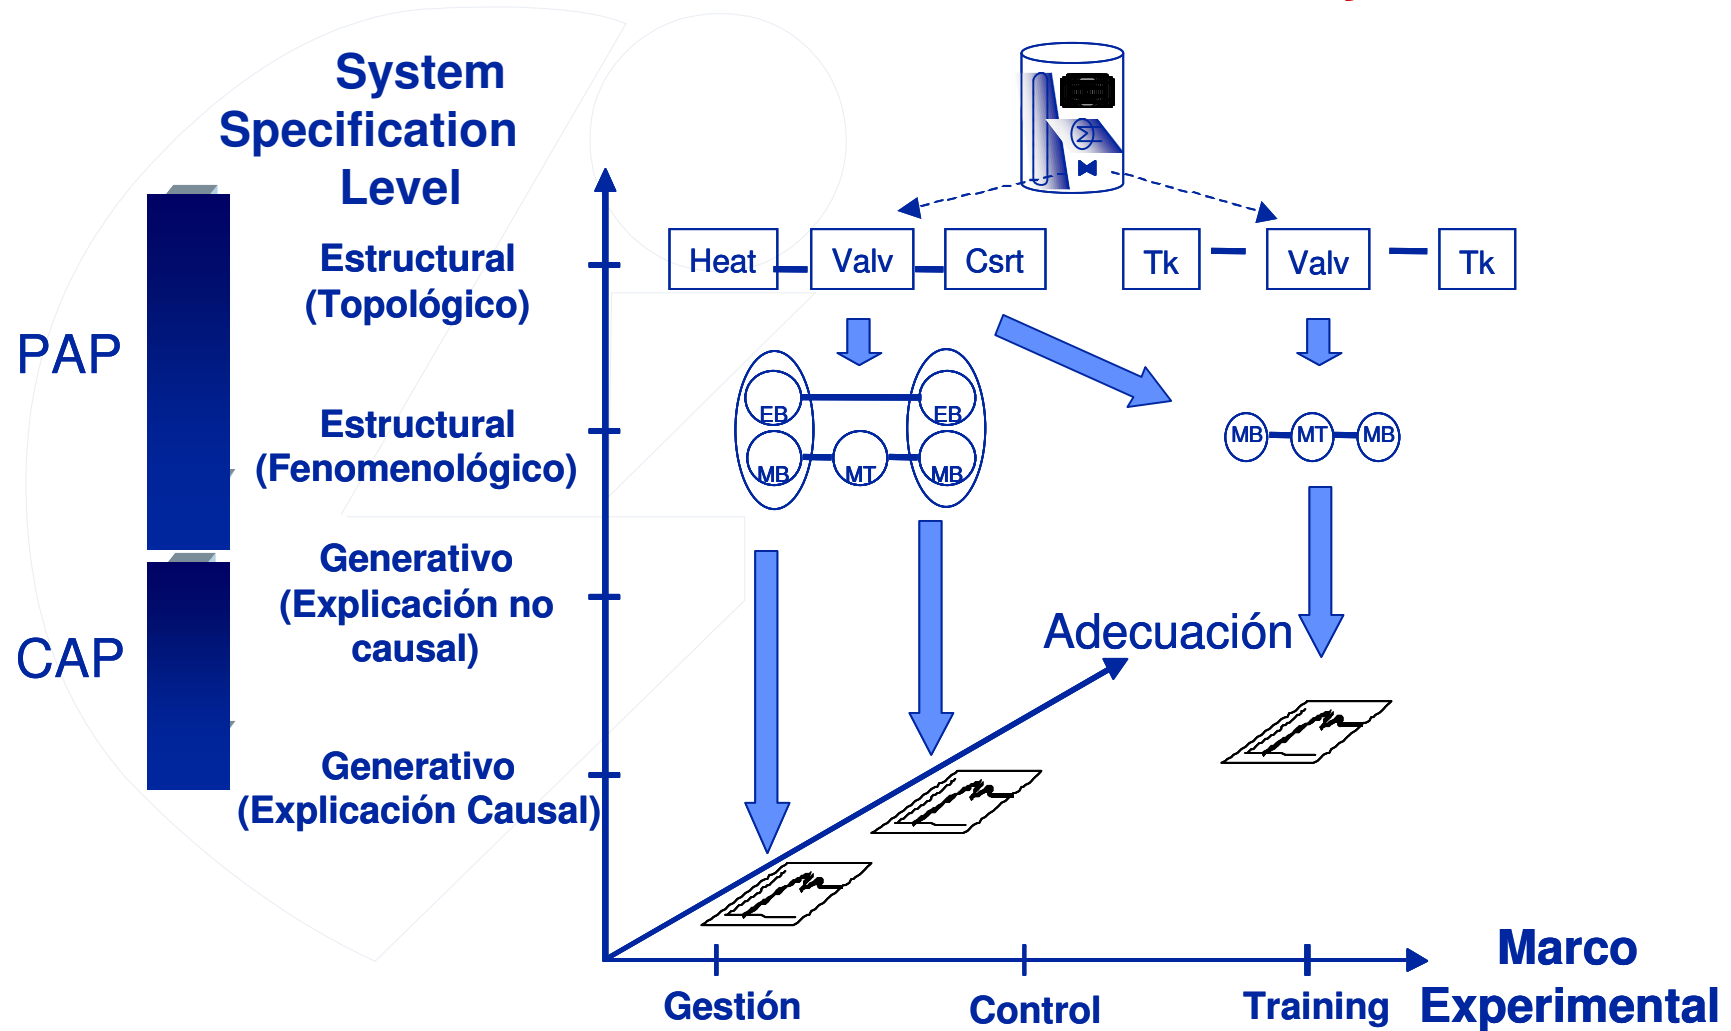 System
Specification
Level
Estructural
(Topológico)
Heat
Valv
Csrt
Tk
Valv
Tk
PAP
Estructural
(Fenomenológico)
EB
EB
MB
MT
MB
MB
MT
MB
Generativo
(Explicación no
causal)
CAP
Adecuación
Generativo
(Explicación Causal)
Marco
Experimental
Gestión
Control
Training